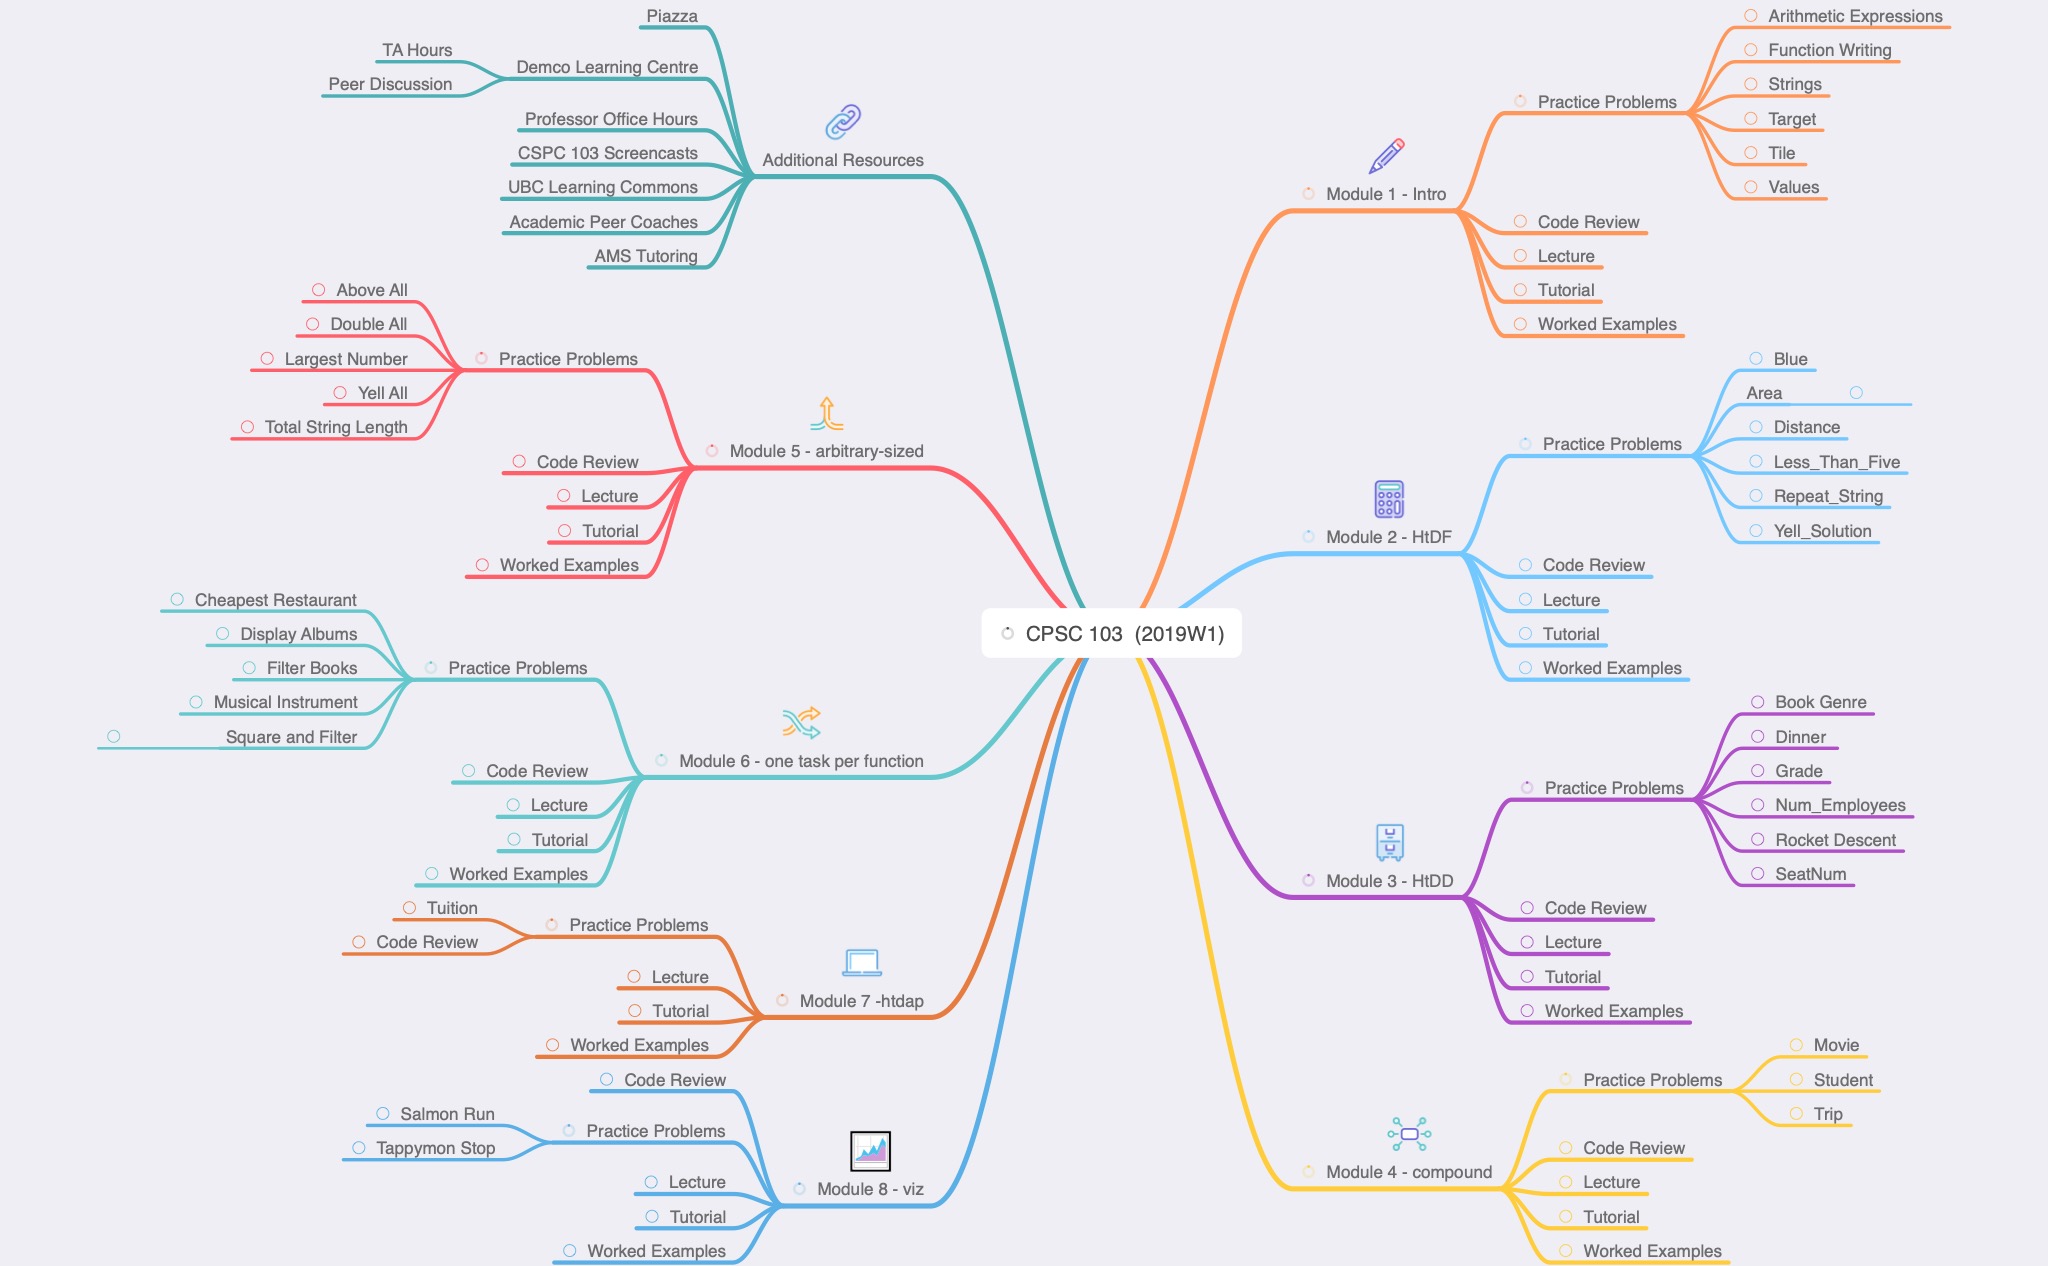 CPSC 103 (2019W1)
Module 1 - Intro
Practice Problems
Arithmetic Expressions
Function Writing
Strings
Target
Tile
Values
Code Review
Lecture
Tutorial
Worked Examples
Module 2 - HtDF
Practice Problems
Blue
Area
Distance
Less_Than_Five
Repeat_String
Yell_Solution
Code Review
Lecture
Tutorial
Worked Examples
Module 3 - HtDD
Practice Problems
Book Genre
Dinner
Grade
Num_Employees
Rocket Descent
SeatNum
Code Review
Lecture
Tutorial
Worked Examples
Module 4 - compound
Practice Problems
Movie
Student
Trip
Code Review
Lecture
Tutorial
Worked Examples
Additional Resources
Piazza
Demco Learning Centre
TA Hours
Peer Discussion
Professor Office Hours
CSPC 103 Screencasts
UBC Learning Commons
Academic Peer Coaches
AMS Tutoring
Module 5 - arbitrary-sized
Practice Problems
Above All
Double All
Largest Number
Yell All
Total String Length
Code Review
Lecture
Tutorial
Worked Examples
Module 6 - one task per function
Practice Problems
Cheapest Restaurant
Display Albums
Filter Books
Musical Instrument
Square and Filter
Code Review
Lecture
Tutorial
Worked Examples
Module 7 -htdap
Practice Problems
Tuition
Code Review
Lecture
Tutorial
Worked Examples
Module 8 - viz
Code Review
Practice Problems
Salmon Run
Tappymon Stop
Lecture
Tutorial
Worked Examples